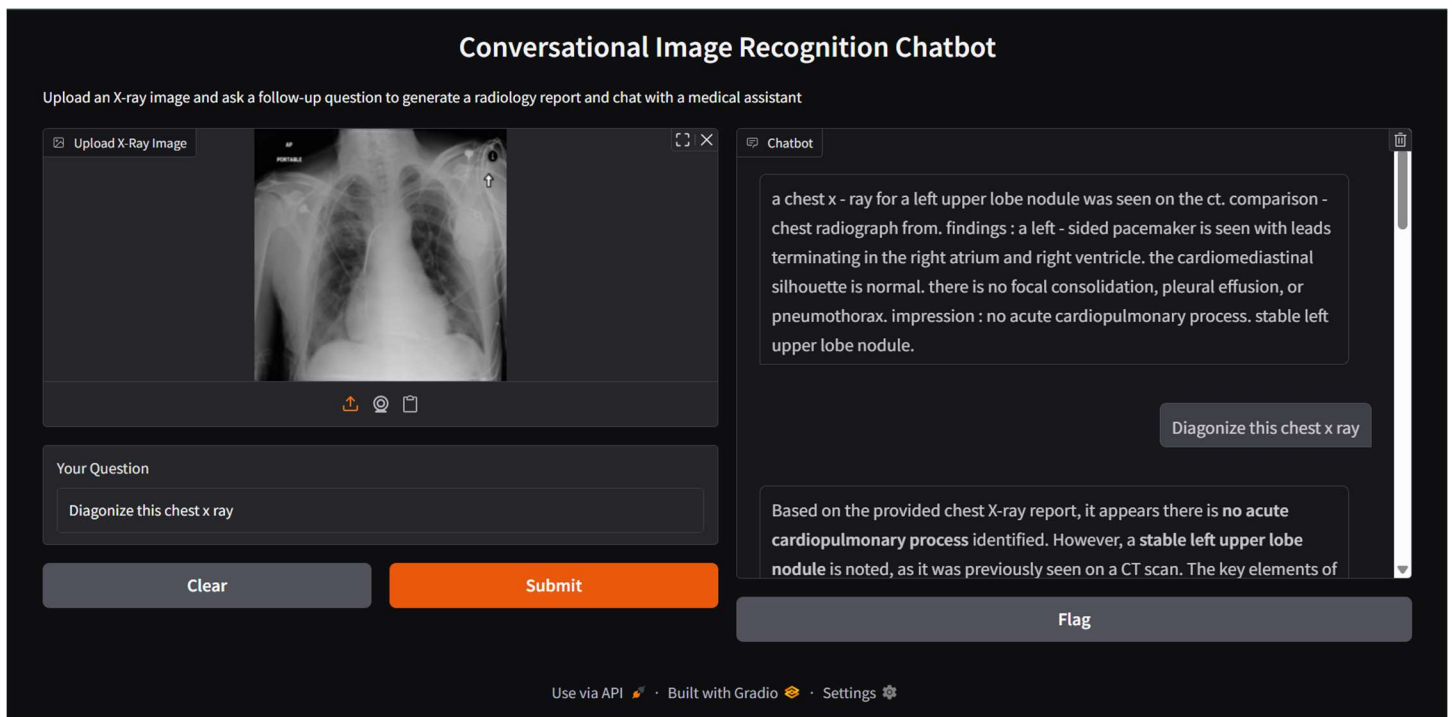 Conversational Image Recognition Chatbot
Upload an X-ray image and ask a follow-up question to generate a radiology report and chat with a medical assistant
Upload X-Ray Image
AP
PORTABLE
Your Question
Diagonize this chest x ray
Clear
Submit
Chatbot
a chest x - ray for a left upper lobe nodule was seen on the ct. comparison -
chest radiograph from. findings : a left - sided pacemaker is seen with leads
terminating in the right atrium and right ventricle. the cardiomediastinal
silhouette is normal. there is no focal consolidation, pleural effusion, or
pneumothorax. impression : no acute cardiopulmonary process. stable left
upper lobe nodule.
Diagonize this chest x ray
Based on the provided chest X-ray report, it appears there is no acute
cardiopulmonary process identified. However, a stable left upper lobe
nodule is noted, as it was previously seen on a CT scan. The key elements of
Flag
Use via API · Built with Gradio · Settings